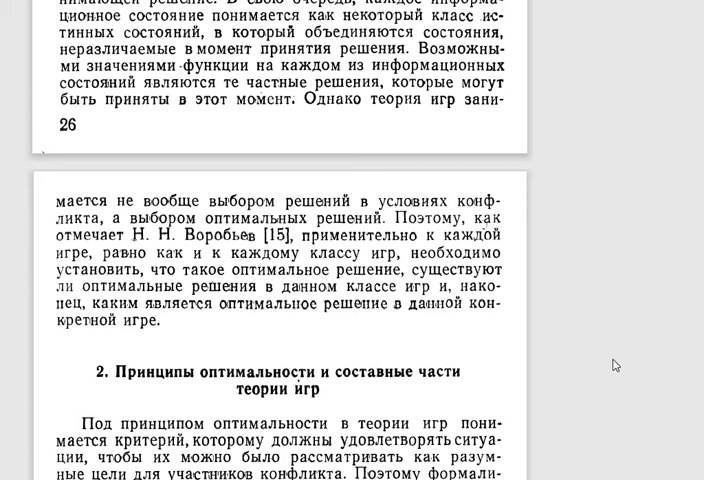 нимающей решение. В свою очередь, каждое информа-
ционное состояние понимается как некоторый класс ис-
тинных состояний, в который объединяются состояния,
неразличаемые в момент принятия решения. Возможны-
ми значениями функции на каждом из информационных
состояний являются те частные решения, которые могут
быть приняты в этот момент. Однако теория игр зани-
26
мается не вообще выбором решений в условиях конф-
ликта, а выбором оптимальных решений. Поэтому, как
отмечает Н. Н. Воробьев [15], применительно к каждой
игре, равно как и к каждому классу игр, необходимо
установить, что такое оптимальное решение, существуют
ли оптимальные решения в данном классе игр и, нако-
нец, каким является оптимальное решение в данной кон-
кретной игре.
2. Принципы оптимальности и составные части
теории игр
Под принципом оптимальности в теории игр пони-
мается критерий, которому должны удовлетворять ситуа-
ции, чтобы их можно было рассматривать как разум-
ные цели для участников конфликта. Поэтому формали-